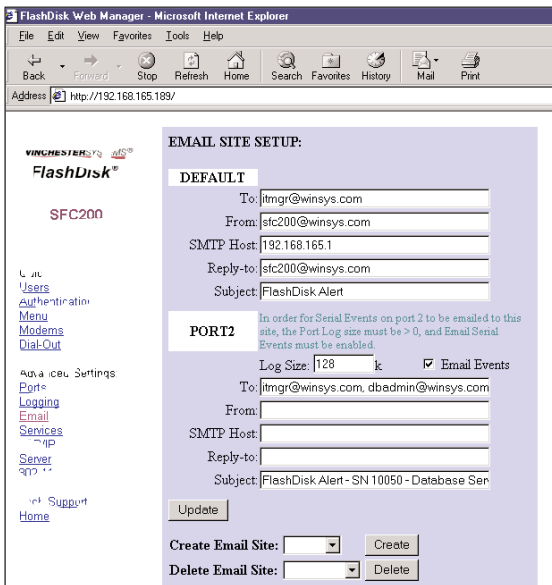 FlashDisk Web Manager - Microsoft Internet Explorer
File Edit View Favorites Tools Help
Back Forward Stop Refresh Home Search Favorites History Mail Print
Address http://192.168.165.189/
FlashDisk®
SFC200
Users
Menu
Modems
Dial-Out
Settings
Ports
Logging
Email
Services
Server
Support
Home
EMAIL SITE SETUP:
DEFAULT
To: itmgr@winsys.com
From: sfc200@winsys.com
SMTP Host: 192.168.165.1
Reply-to: sfc200@winsys.com
Subject: FlashDisk Alert
PORT2
In order for Serial Events on port 2 to be emailed to this
site, the Port Log size must be > 0, and Email Serial
Events must be enabled.
Log Size: 128 k Email Events
To: itmgr@winsys.com, dbadmin@winsys.com
From:
SMTP Host:
Reply-to:
Subject: FlashDisk Alert - SN 10050 - Database Ser
Update
Create Email Site: Create
Delete Email Site: Delete